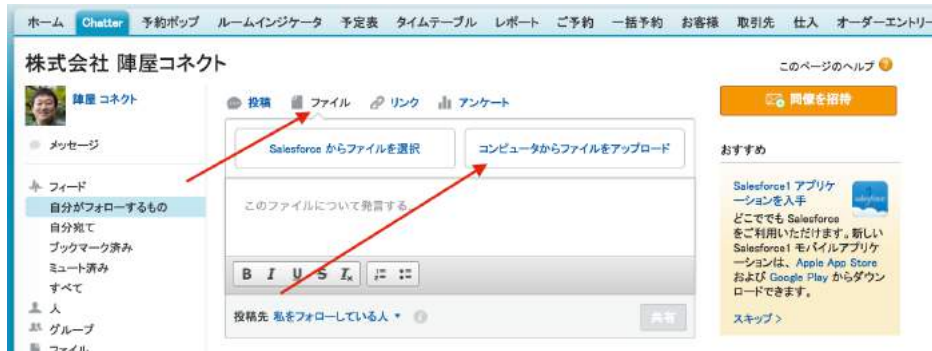 ホーム Chatter 予約ポップ ルームインジケータ 予定表 タイムテーブル レポート ご予約 一括予約 お客様 取引先 仕入 オーダーエントリー
株式会社 陣屋コネクト
このページのヘルプ
陣屋 コネクト
投稿 ファイル リンク アンケート
同僚を招待
Salesforce からファイルを選択 コンピュータからファイルをアップロード
メッセージ
おすすめ
フィード
自分がフォローするもの
自分宛て
ブックマーク済み
ミュート済み
すべて
人
グループ
ファイル
このファイルについて発言する
B I U S Tx
投稿先 私をフォローしている人
共有
Salesforce1 アプリケ
ーションを入手
どこででも Salesforce
をご利用いただけます。新しい
Salesforce1 モバイルアプリケ
ーションは、Apple App Store
および Google Play からダウン
ロードできます。
スキップ >